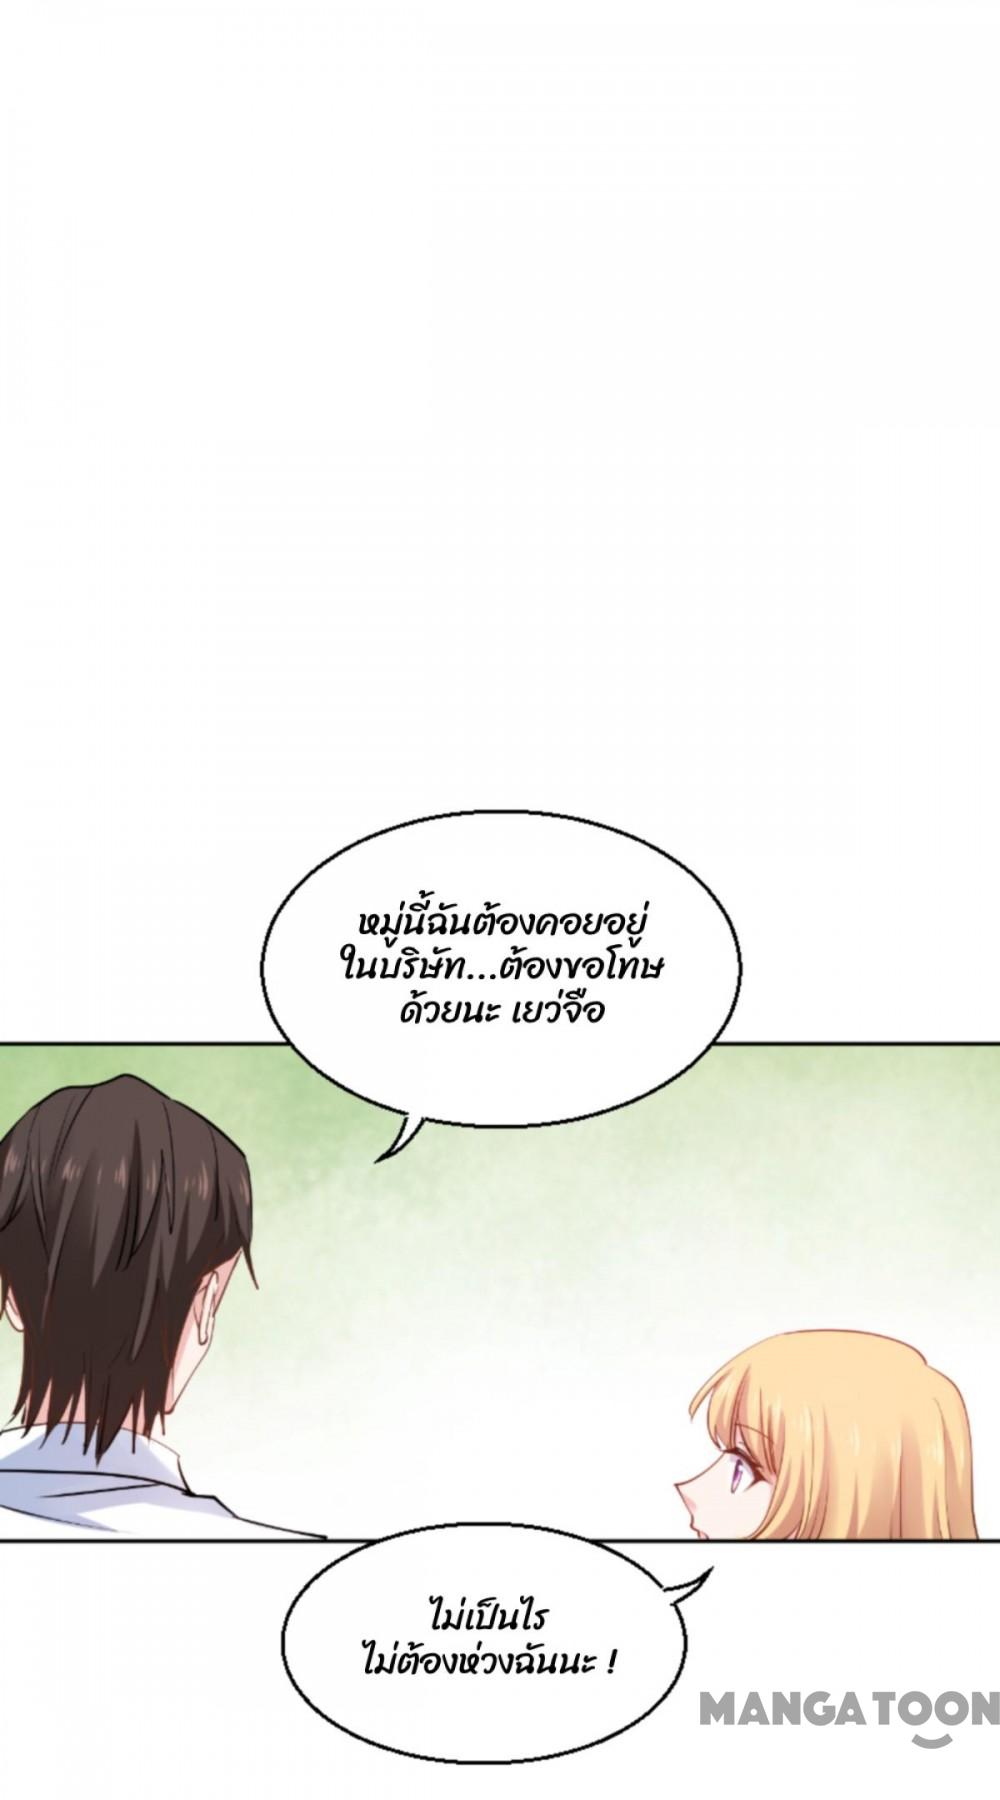 หมู่นี้ฉันต้องคอยอยู่
ในบริษัท...ต้องขอโทษ
ด้วยนะ เยว่จือ
ไม่เป็นไร
ไม่ต้องห่วงฉันนะ !
MANGATOON